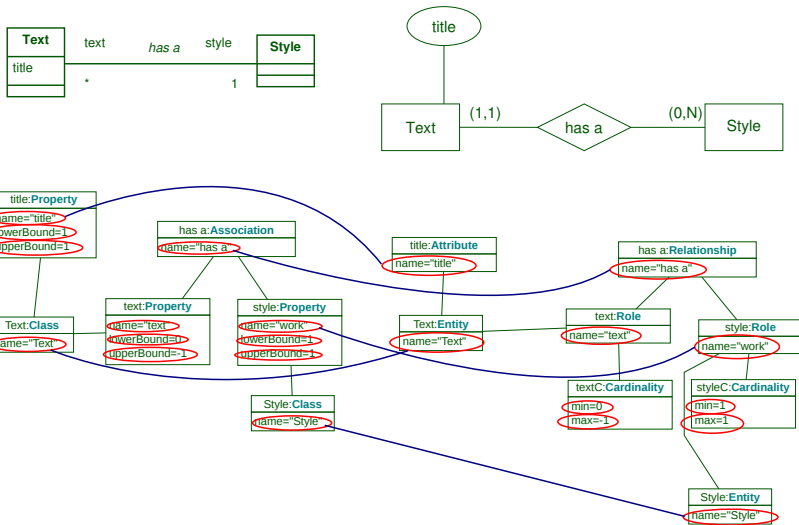 Text
title
text
has a
style
*
1
Style
title
Text
(1,1)
has a
(0,N)
Style
title:Property
name="title"
lowerBound=1
upperBound=1
has a:Association
name="has a"
title:Attribute
name="title"
has a:Relationship
name="has a"
Text:Class
name="Text"
text:Property
name="text"
lowerBound=0
upperBound=-1
style:Property
name="work"
lowerBound=1
upperBound=1
Text:Entity
name="Text"
text:Role
name="text"
style:Role
name="work"
Style:Class
name="Style"
textC:Cardinality
min=0
max=-1
styleC:Cardinality
min=1
max=1
Style:Entity
name="Style"